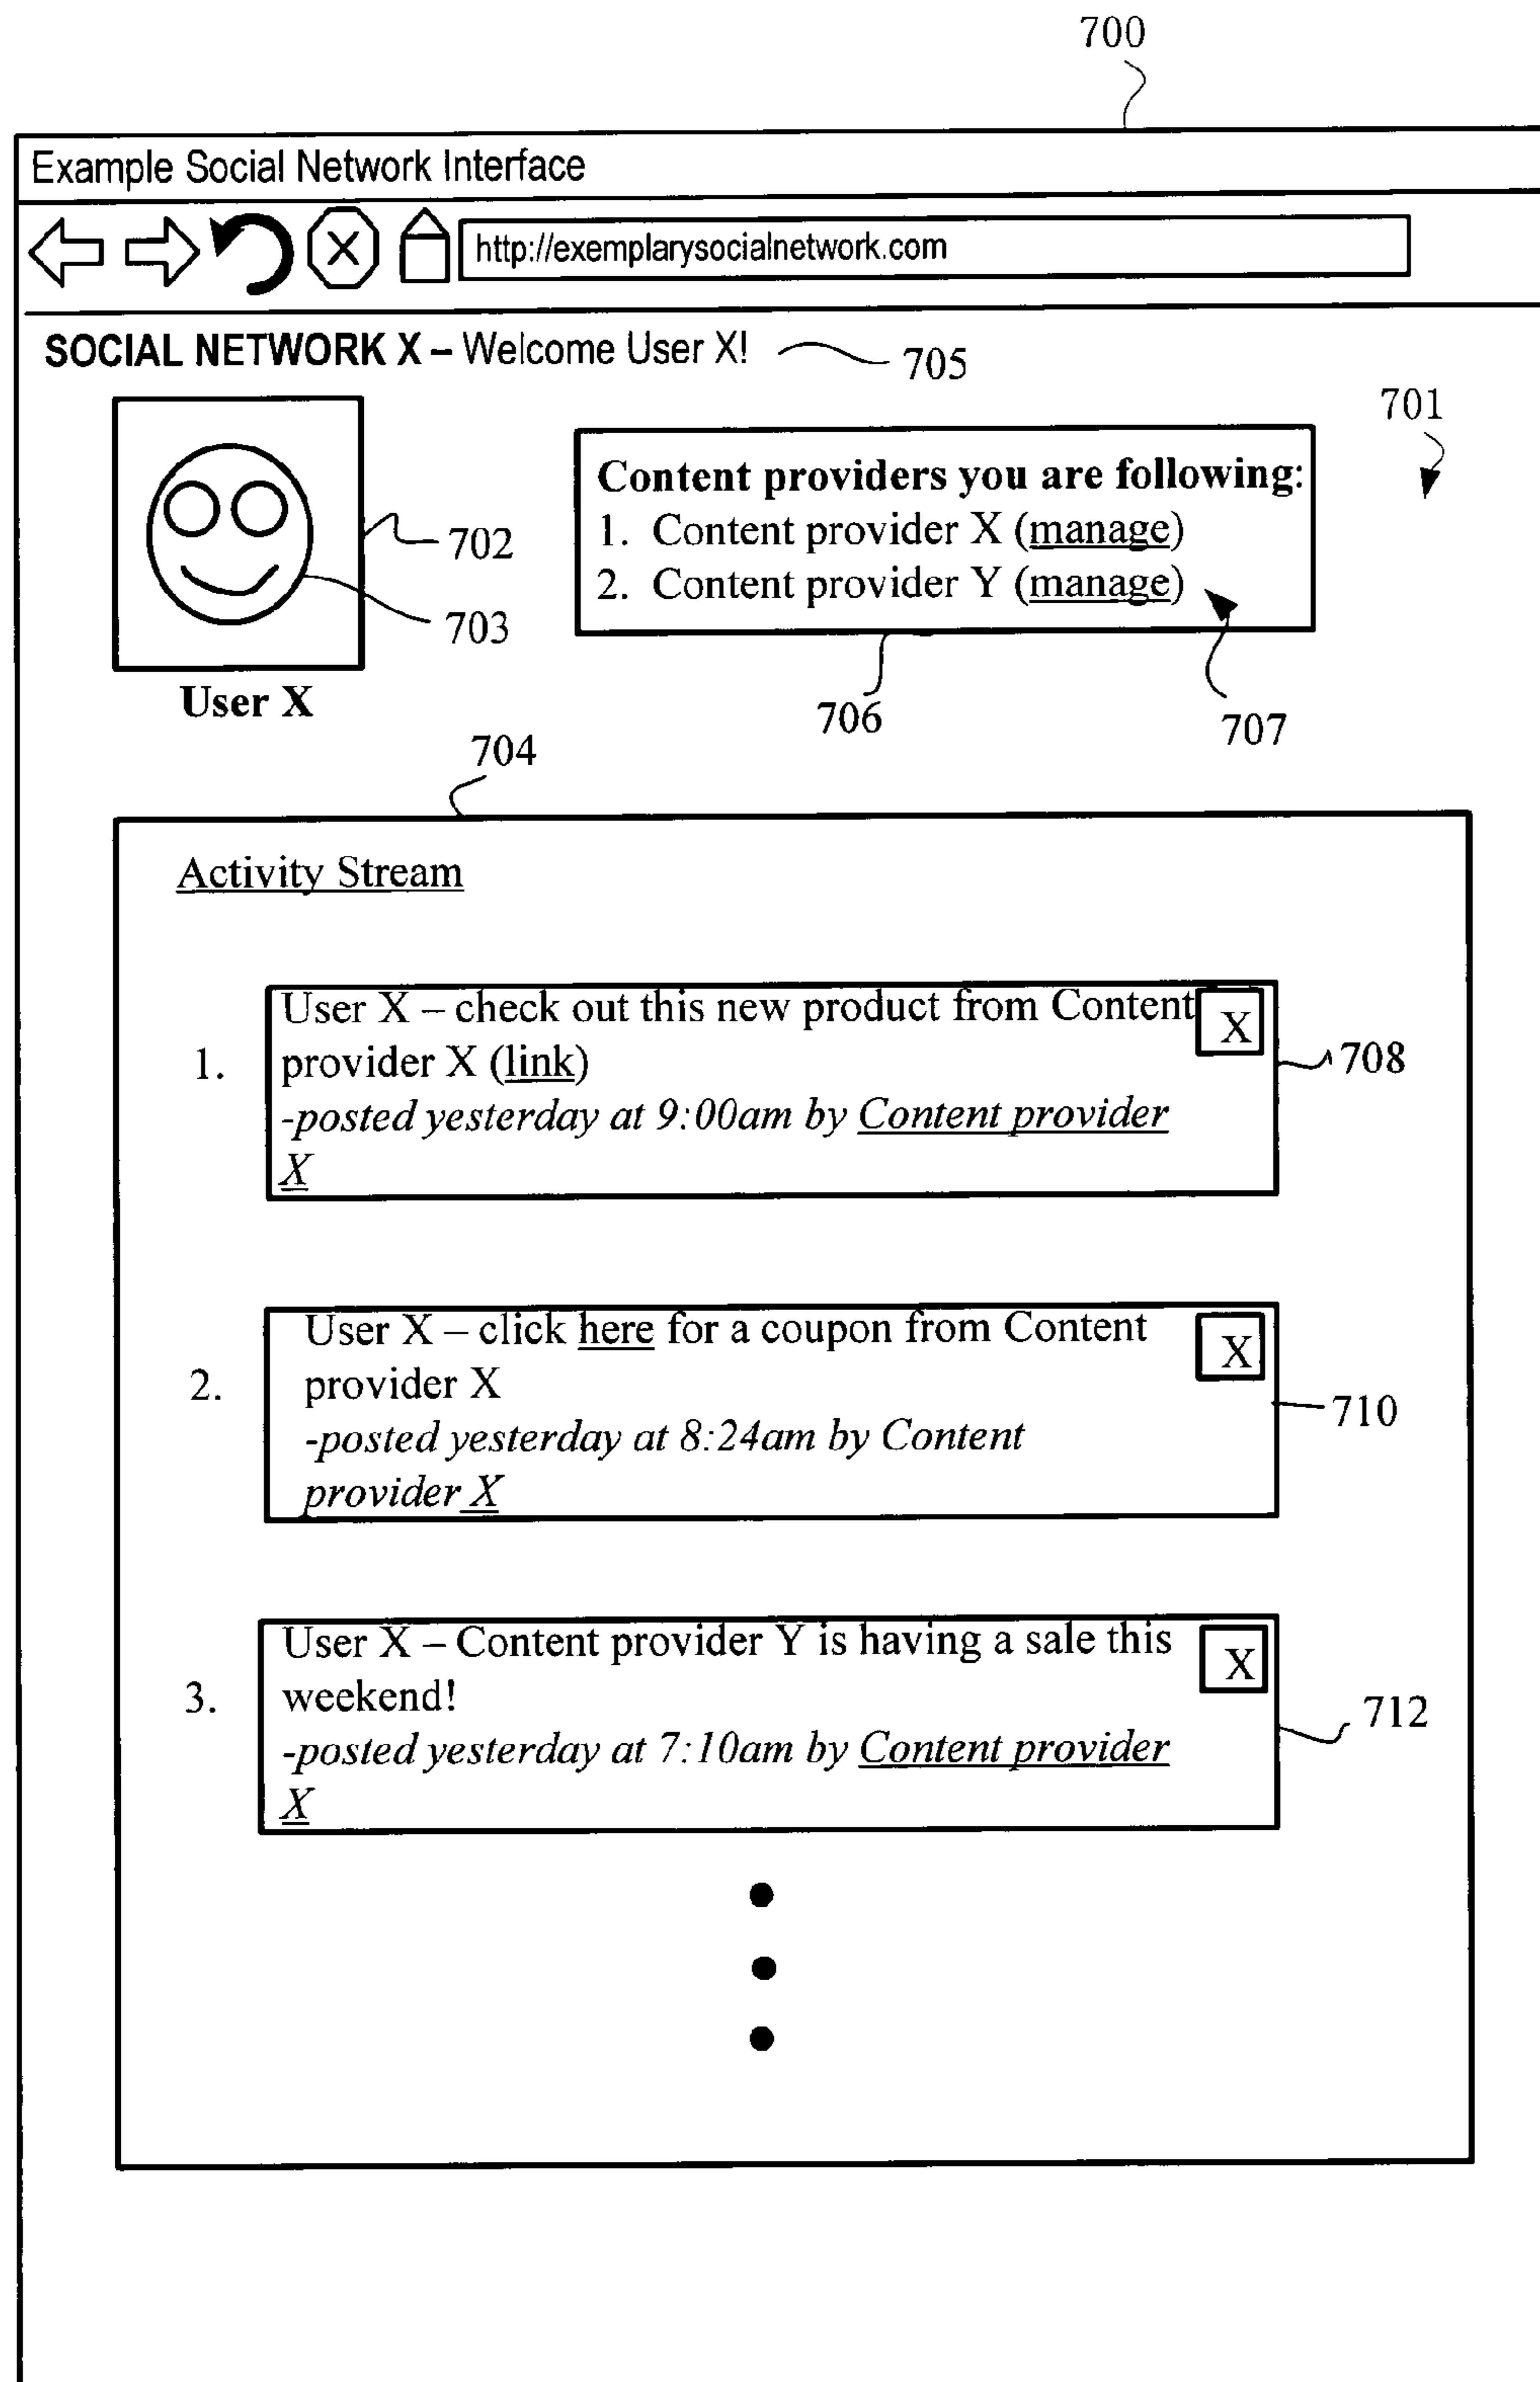 700
Example Social Network Interface
X
http://exemplarysocialnetwork.com
SOCIAL NETWORK X – Welcome User X!
705
701
Content providers you are following:
1. Content provider X (manage)
2. Content provider Y (manage)
702
703
User X
706
707
704
Activity Stream
1.
User X – check out this new product from Content
provider X (link)
-posted yesterday at 9:00am by Content provider
X
X
708
2.
User X – click here for a coupon from Content
provider X
-posted yesterday at 8:24am by Content
provider X
X
710
3.
User X – Content provider Y is having a sale this
weekend!
-posted yesterday at 7:10am by Content provider
X
X
712